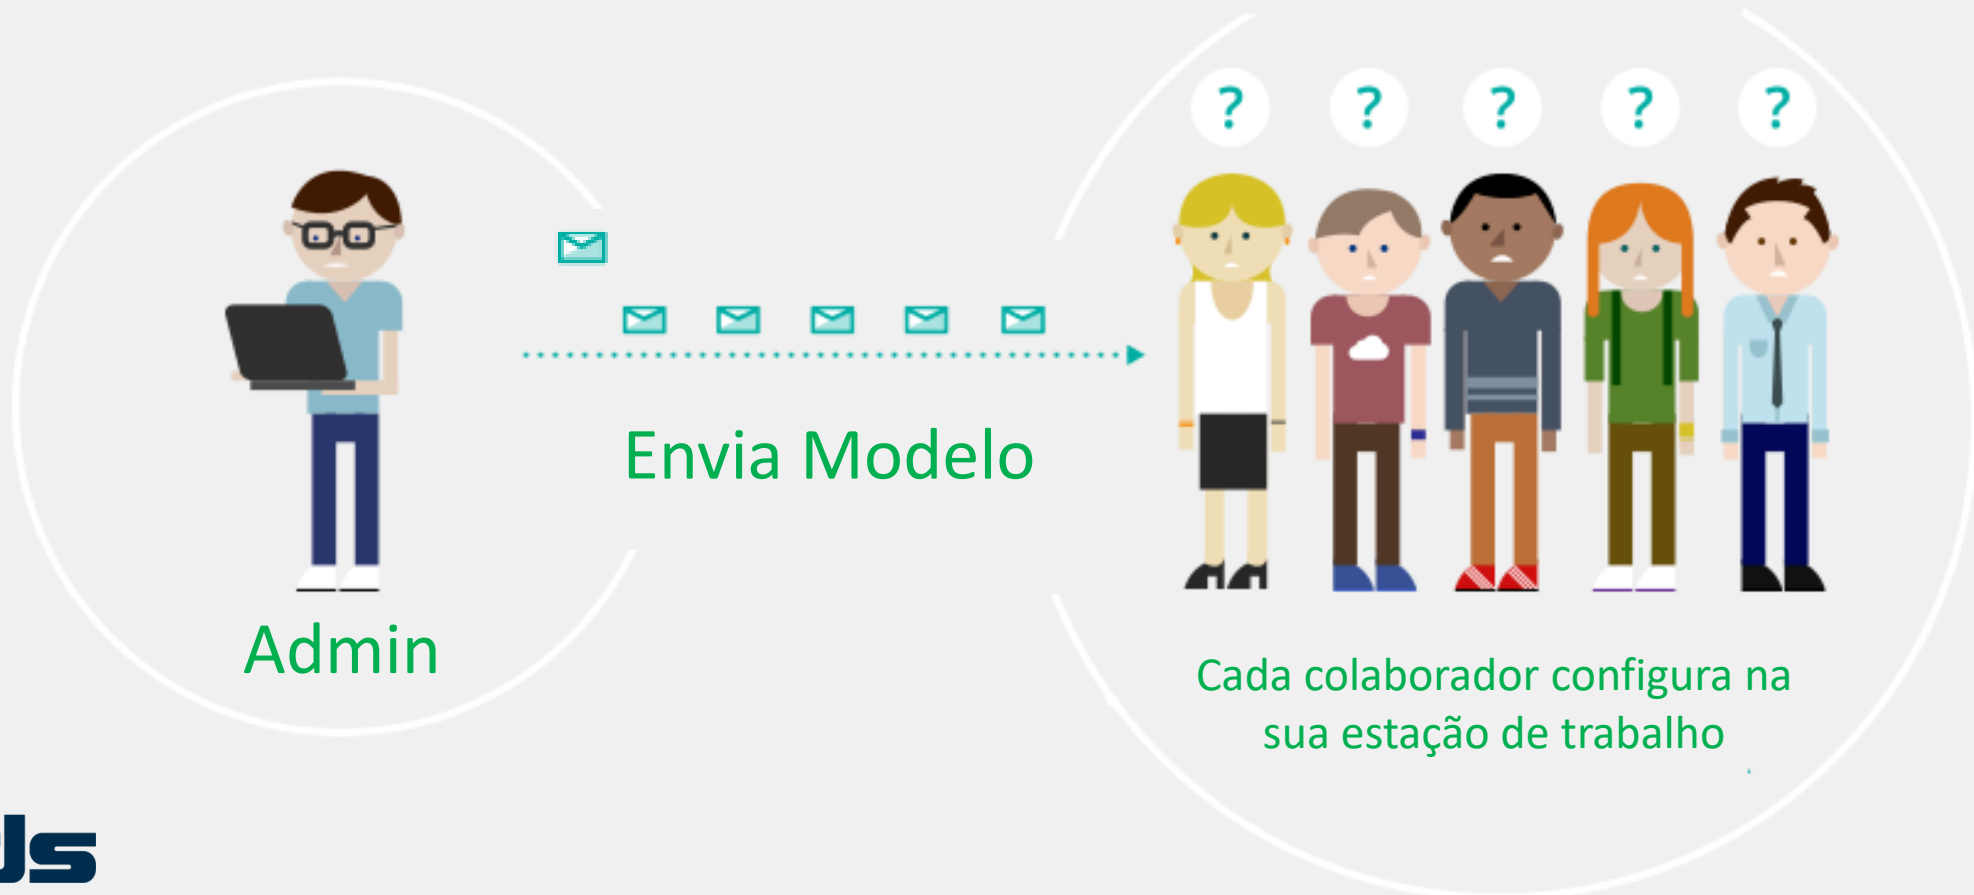 ? ? ? ? ?
Envia Modelo
Admin
Cada colaborador configura na
sua estação de trabalho